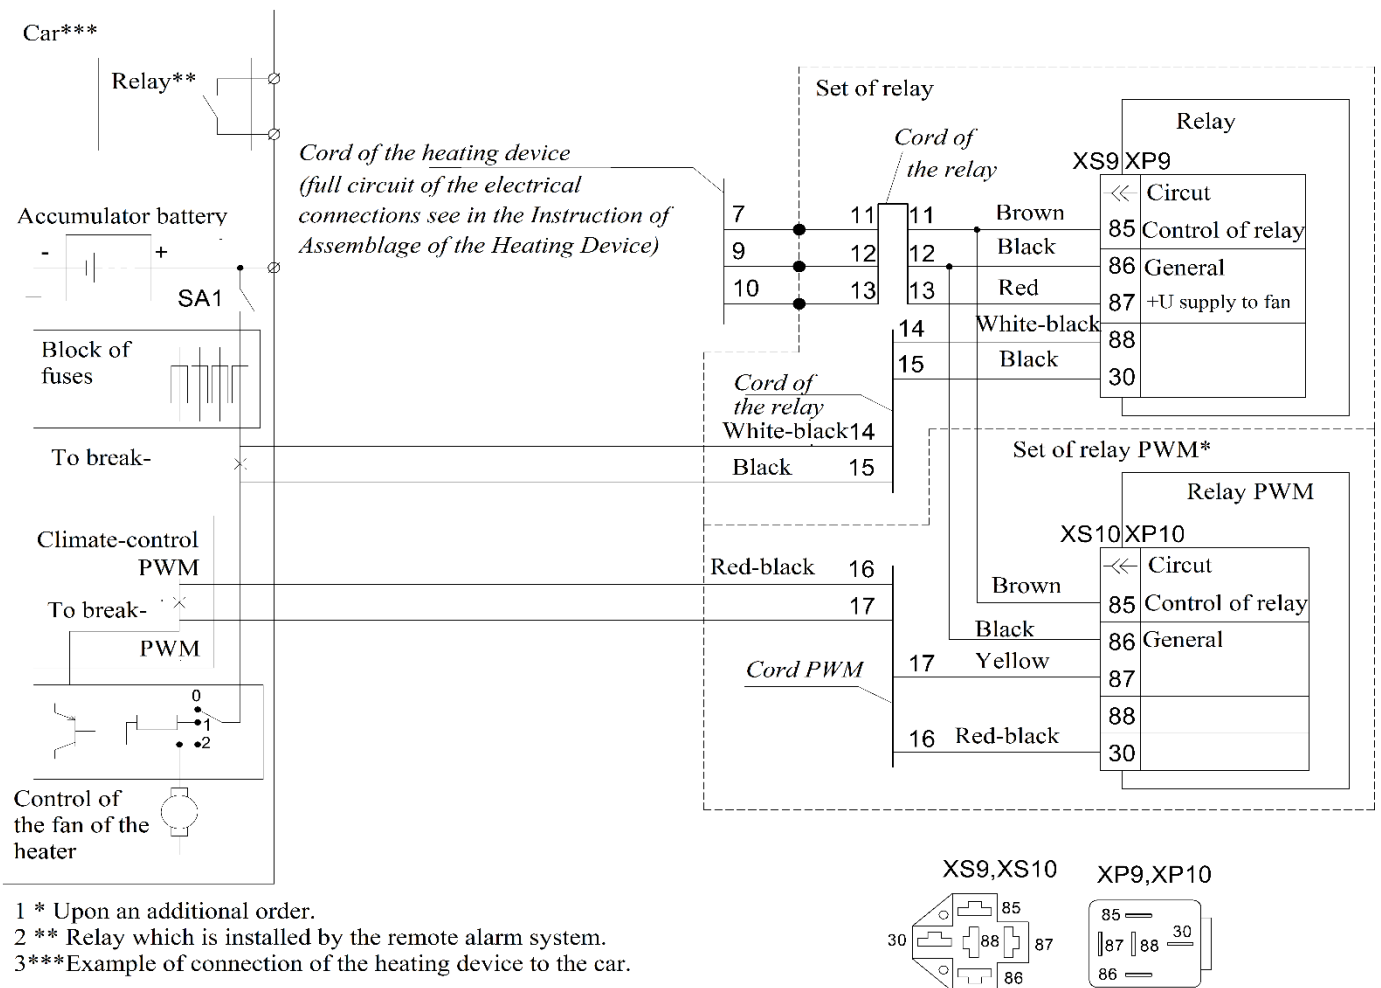 Car***
Relay**
Accumulator battery
-
+
SA1
Block of
fuses
To break-
Climate-control
PWM
To break-
PWM
0
1
2
Control of
the fan of the
heater
Cord of the heating device
(full circuit of the electrical
connections see in the Instruction of
Assemblage of the Heating Device)
7
9
10
Set of relay
Cord of
the relay
11
12
13
11
12
13
Brown
Black
Red
14
White-black
15
Black
Relay
XS9 XP9
Circut
85 Control of relay
86 General
87 +U supply to fan
88
30
Cord of
the relay
White-black 14
Black 15
Set of relay PWM*
Relay PWM
XS10 XP10
Circut
85 Control of relay
86 General
87
88
30
Brown
Black
17 Yellow
16 Red-black
Red-black 16
17
Cord PWM
XS9,XS10
85
30
88
87
86
XP9,XP10
85
87
88
30
86
1 * Upon an additional order.
2 ** Relay which is installed by the remote alarm system.
3***Example of connection of the heating device to the car.